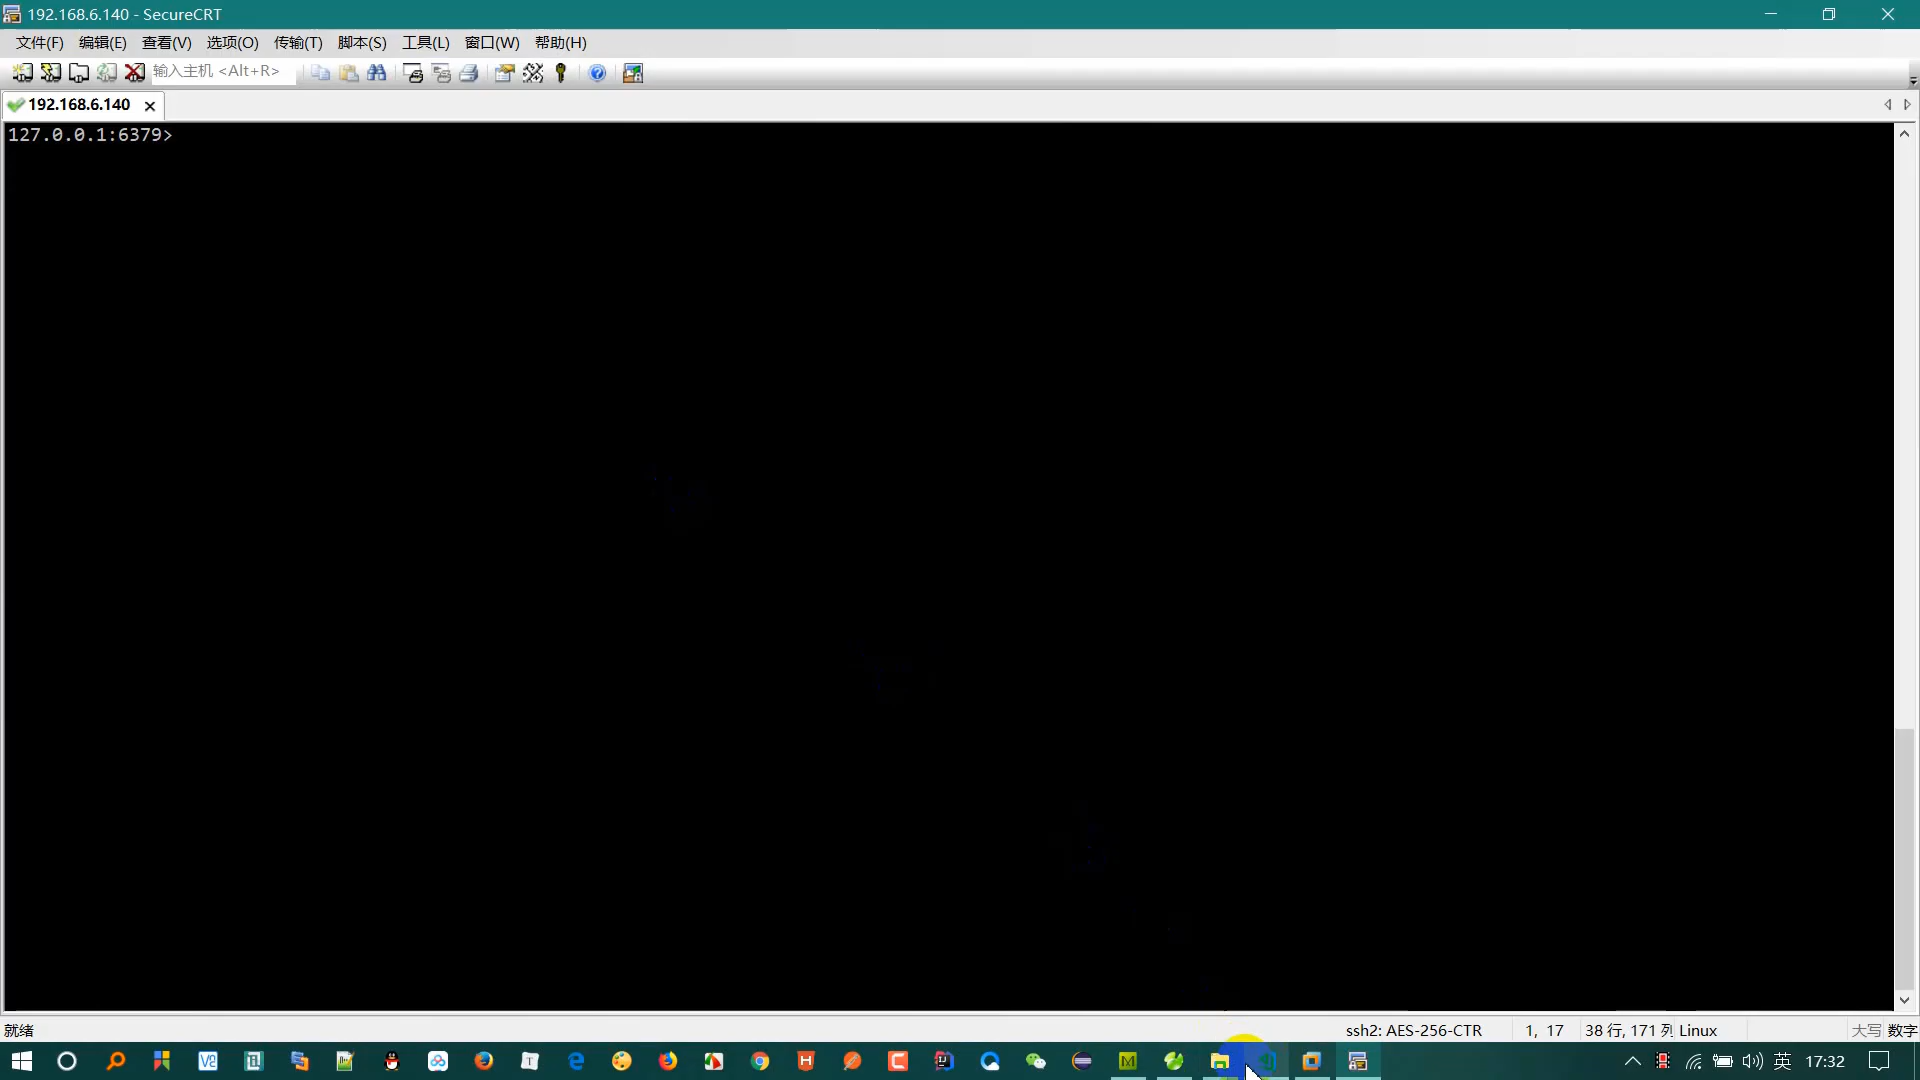 192.168.6.140 - SecureCRT
文件(F) 编辑(E) 查看(V) 选项(O) 传输(T) 脚本(S) 工具(L) 窗口(W) 帮助(H)
输入主机 <Alt+R>
192.168.6.140
127.0.0.1:6379>
就绪 ssh2: AES-256-CTR 1, 17 38 行, 171 列 Linux 大写 数字
英 17:32